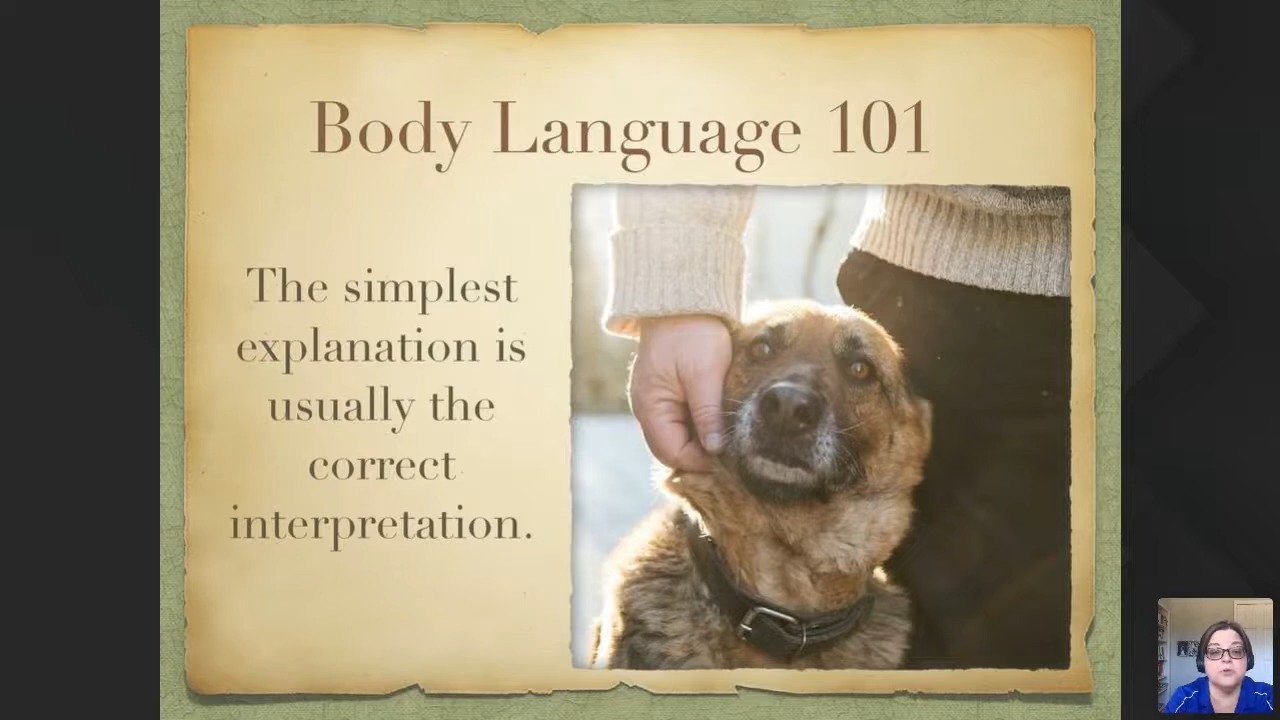 Body Language 101
The simplest
explanation is
usually the
correct
interpretation.